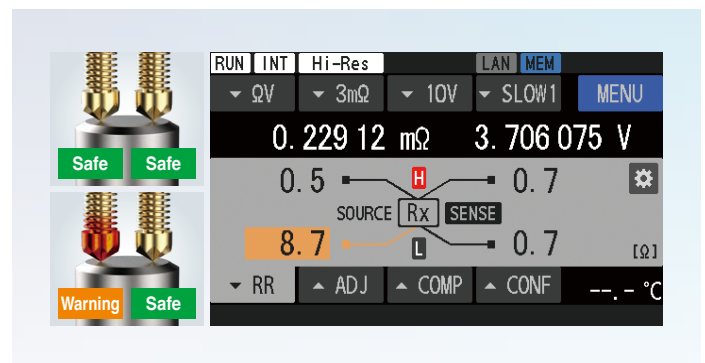 Safe Safe
Warning Safe
RUN INT Hi-Res LAN MEM
ΩV 3mΩ 10V SLOW1 MENU
0.229 12 mΩ 3.706 075 V
0.5 H 0.7
SOURCE Rx SENSE
8.7 L 0.7 [Ω]
RR ADJ COMP CONF --.- °C